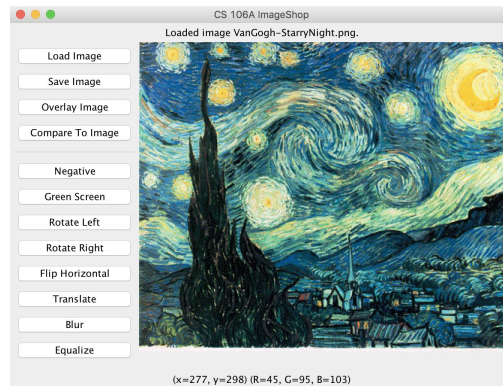 CS 106A ImageShop
Loaded image VanGogh-StarryNight.png.
Load Image
Save Image
Overlay Image
Compare To Image
Negative
Green Screen
Rotate Left
Rotate Right
Flip Horizontal
Translate
Blur
Equalize
(x=277, y=298) (R=45, G=95, B=103)